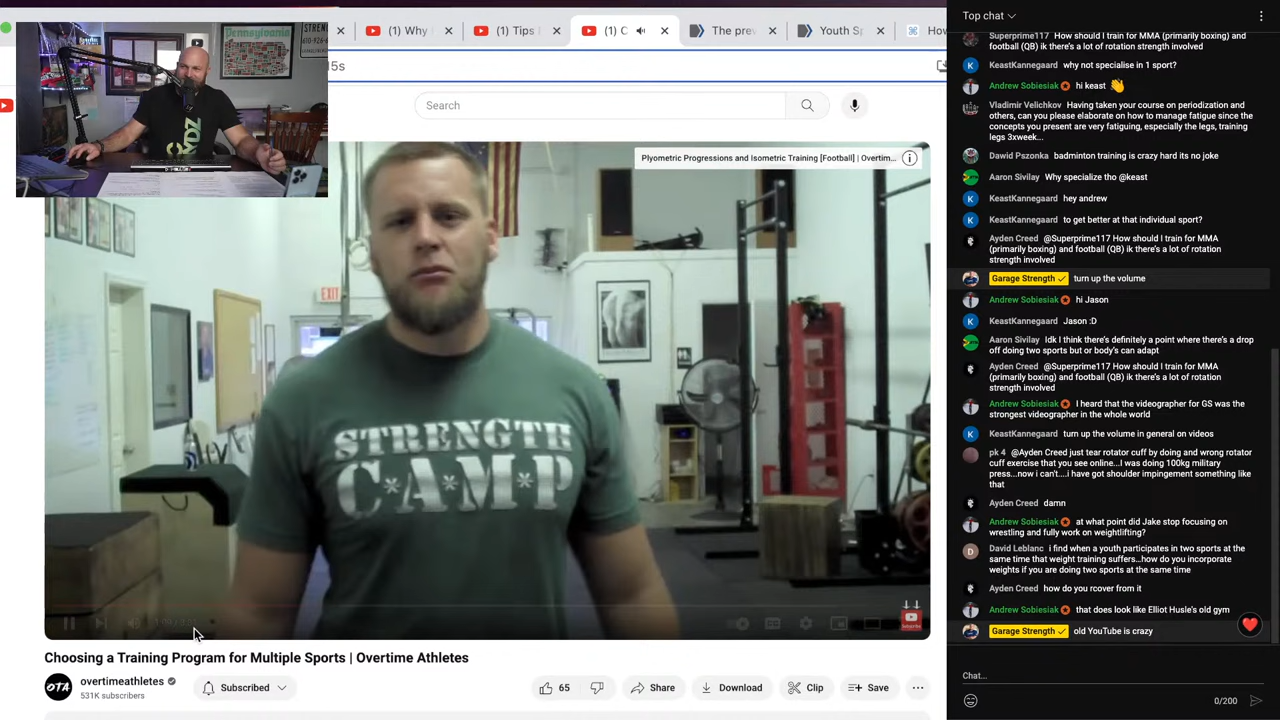 (1) Why
(1) Tips
(1) C
The pre
Youth Sp
How
5s
Pennsylvania
STRENG
Search
Plyometric Progressions and Isometric Training [Football] | Overtim...
EXIT
STRENGTH
C*A*M*P
Choosing a Training Program for Multiple Sports | Overtime Athletes
OTA
overtimeathletes
531K subscribers
Subscribed
65
Share
Download
Clip
Save
Top chat
Superprime117 How should I train for MMA (primarily boxing) and
football (QB) ik there's a lot of rotation strength involved
KeastKannegaard why not specialise in 1 sport?
Andrew Sobiesiak hi keast 👋
Vladimir Velichkov Having taken your course on periodization and
others, can you please elaborate on how to manage fatigue since the
concepts you present are very fatiguing, especially the legs, training
legs 3xweek...
Dawid Pszonka badminton training is crazy hard its no joke
Aaron Sivilay Why specialize tho @keast
KeastKannegaard hey andrew
KeastKannegaard to get better at that individual sport?
Ayden Creed @Superprime117 How should I train for MMA
(primarily boxing) and football (QB) ik there's a lot of rotation
strength involved
Garage Strength turn up the volume
Andrew Sobiesiak hi Jason
KeastKannegaard Jason :D
Aaron Sivilay Idk I think there's definitely a point where there's a drop
off doing two sports but or body's can adapt
Ayden Creed @Superprime117 How should I train for MMA
(primarily boxing) and football (QB) ik there's a lot of rotation
strength involved
Andrew Sobiesiak I heard that the videographer for GS was the
strongest videographer in the whole world
KeastKannegaard turn up the volume in general on videos
pk 4 @Ayden Creed just tear rotator cuff by doing and wrong rotator
cuff exercise that you see online...I was doing 100kg military
press...now i can't....i have got shoulder impingement something like
that
Ayden Creed damn
Andrew Sobiesiak at what point did Jake stop focusing on
wrestling and fully work on weightlifting?
David Leblanc i find when a youth participates in two sports at the
same time that weight training suffers...how do you incorporate
weights if you are doing two sports at the same time
Ayden Creed how do you rcover from it
Andrew Sobiesiak that does look like Elliot Husle's old gym
Garage Strength old YouTube is crazy
Chat...
0/200